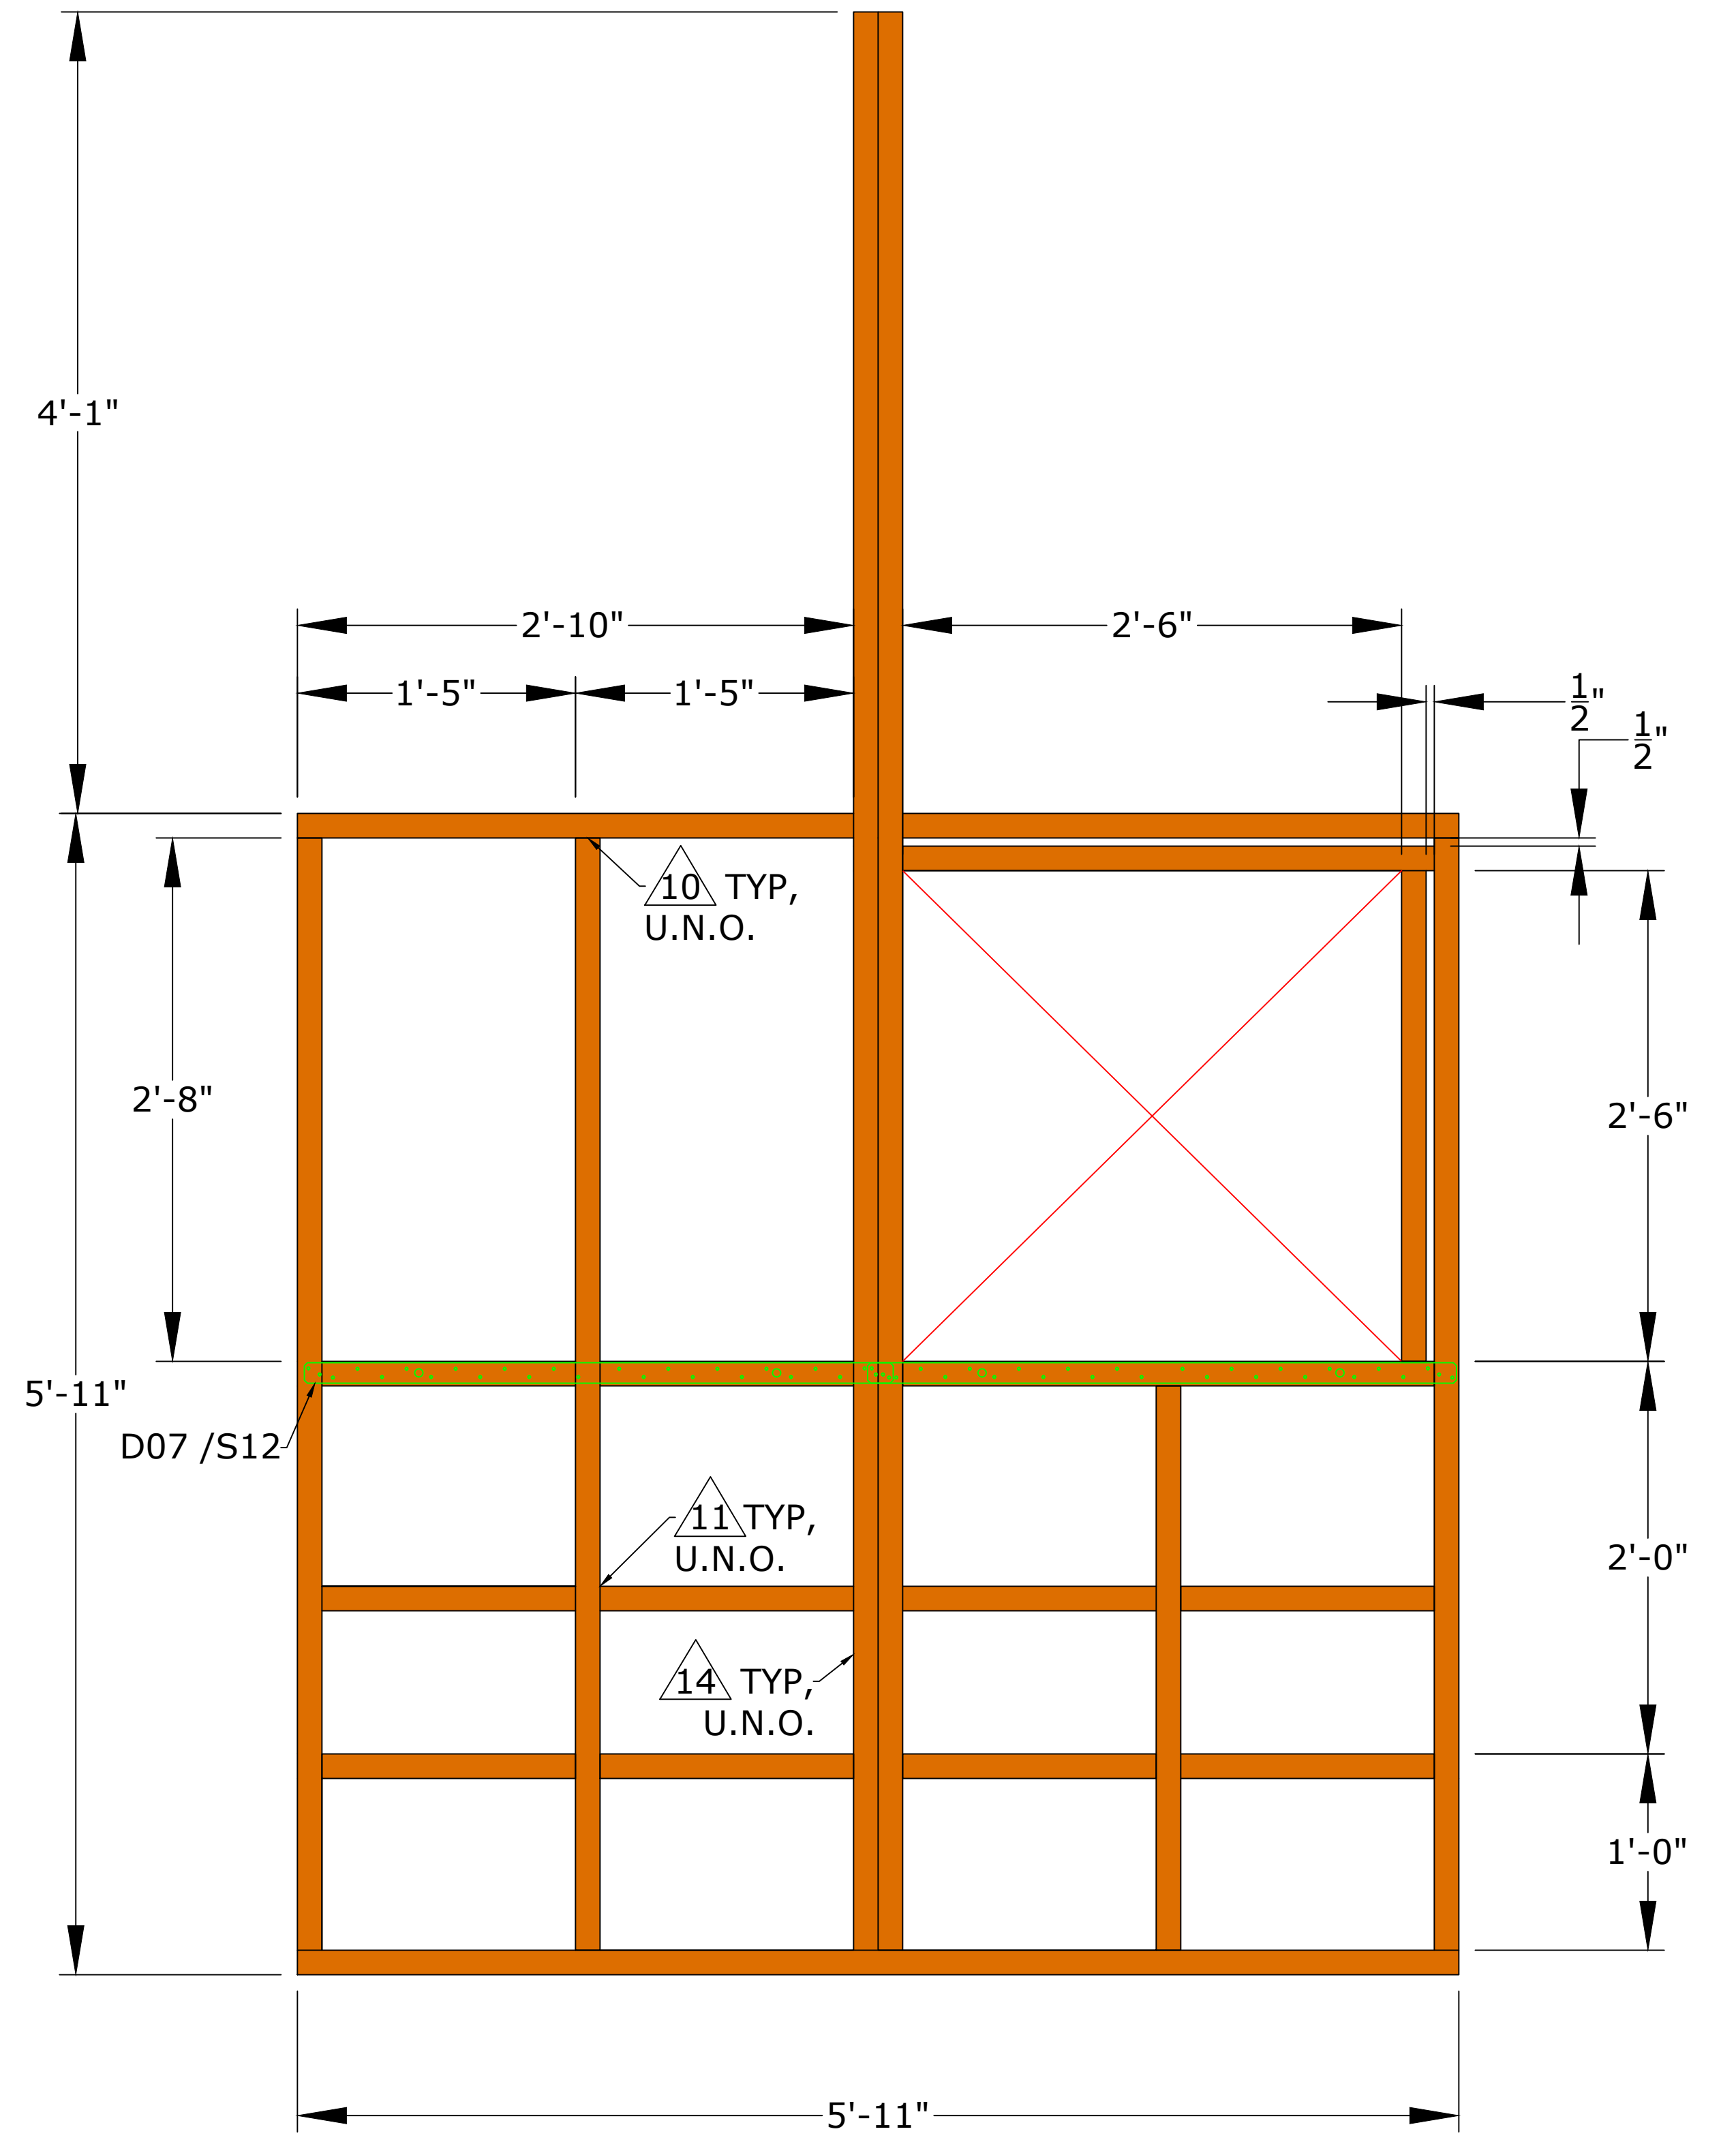 4'-1"
2'-10"
2'-6"
1'-5"
1'-5"
1/2"
1/2"
10 TYP,
U.N.O.
2'-8"
2'-6"
5'-11"
D07 /S12
11 TYP,
U.N.O.
2'-0"
14 TYP,
U.N.O.
1'-0"
5'-11"